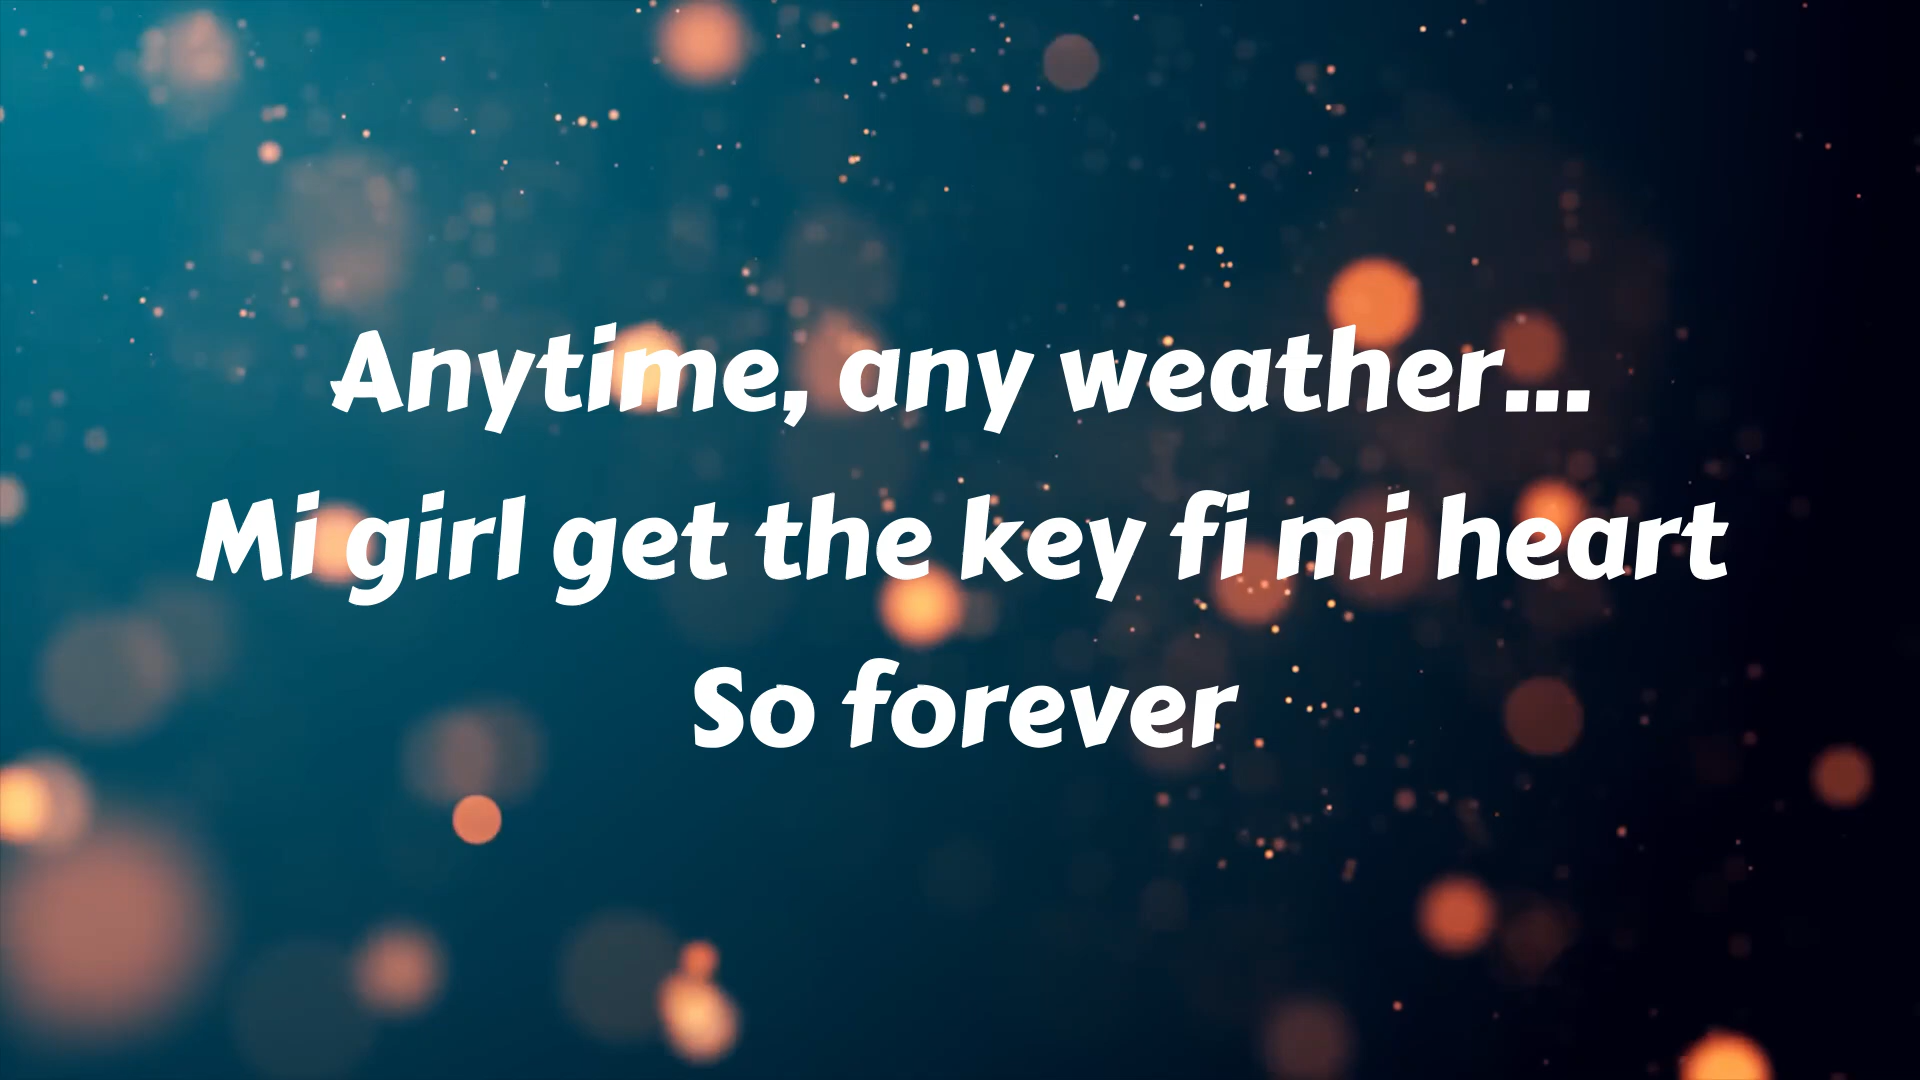 Anytime, any weather...
Mi girl get the key fi mi heart
So forever